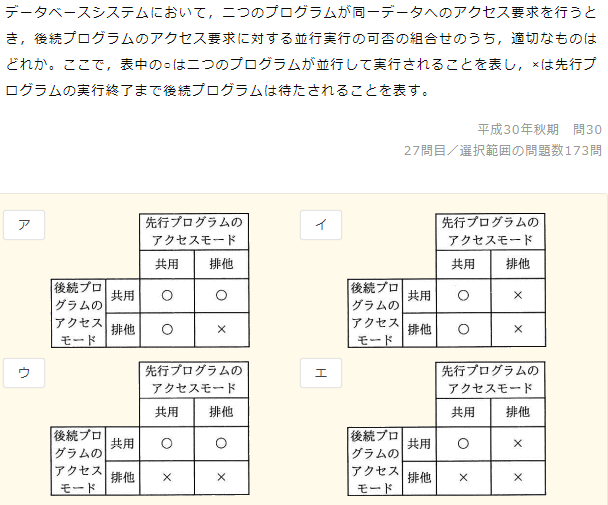 データベースシステムにおいて，二つのプログラムが同一データへのアクセス要求を行うと
き，後続プログラムのアクセス要求に対する並行実行の可否の組合せのうち，適切なものは
どれか。ここで，表中の○は二つのプログラムが並行して実行されることを表し，×は先行プ
ログラムの実行終了まで後続プログラムは待たされることを表す。
平成30年秋期　問30
27問目／選択範囲の問題数173問
ア
先行プログラムの
アクセスモード
共用 排他
後続プロ
グラムの
アクセス
モード
共用 ○ ○
排他 ○ ×
イ
先行プログラムの
アクセスモード
共用 排他
後続プロ
グラムの
アクセス
モード
共用 ○ ×
排他 ○ ×
ウ
先行プログラムの
アクセスモード
共用 排他
後続プロ
グラムの
アクセス
モード
共用 ○ ○
排他 × ×
エ
先行プログラムの
アクセスモード
共用 排他
後続プロ
グラムの
アクセス
モード
共用 ○ ×
排他 × ×